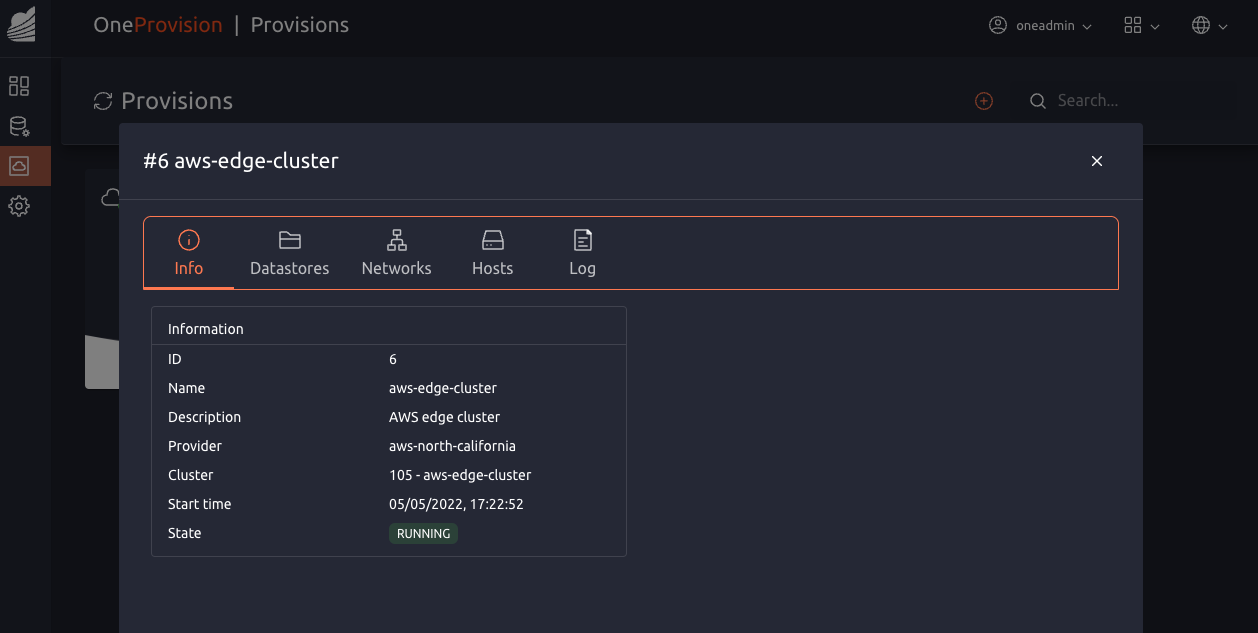 OneProvision | Provisions
oneadmin
Provisions
Search...
#6 aws-edge-cluster
Info
Datastores
Networks
Hosts
Log
Information
ID 6
Name aws-edge-cluster
Description AWS edge cluster
Provider aws-north-california
Cluster 105 - aws-edge-cluster
Start time 05/05/2022, 17:22:52
State RUNNING